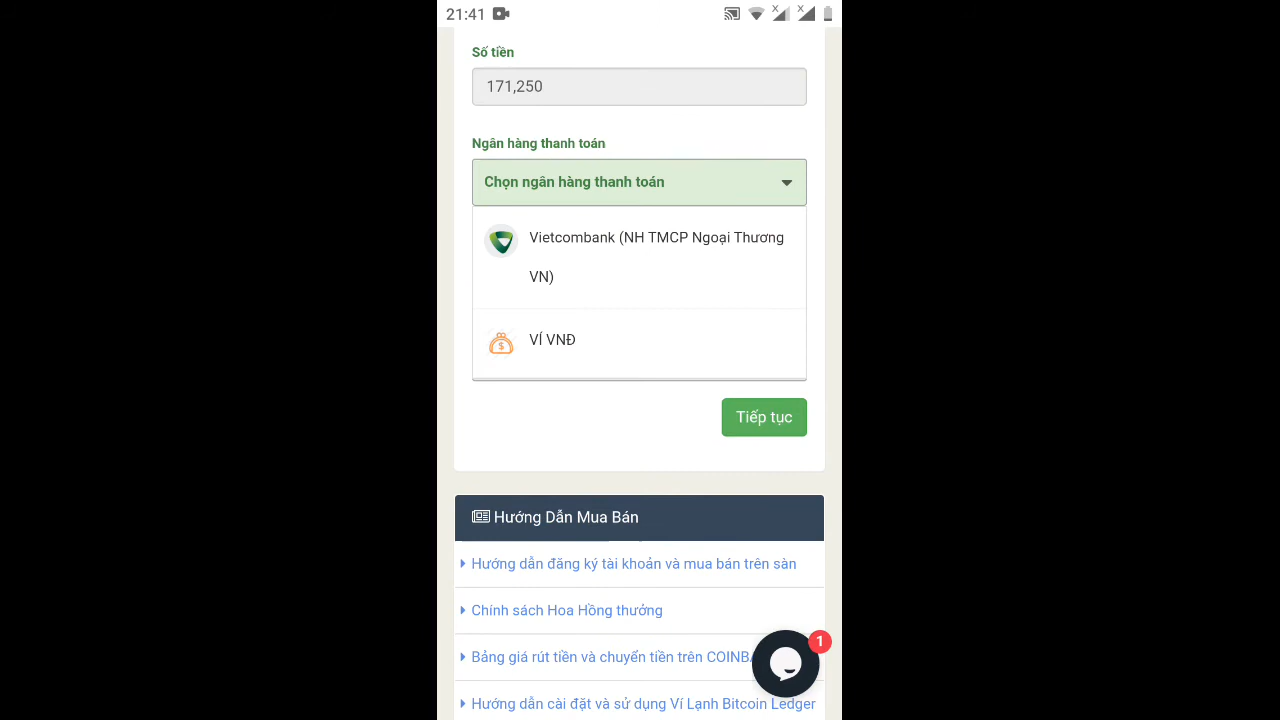 21:41
Số tiền
171,250
Ngân hàng thanh toán
Chọn ngân hàng thanh toán
Vietcombank (NH TMCP Ngoại Thương
VN)
VÍ VNĐ
Tiếp tục
Hướng Dẫn Mua Bán
Hướng dẫn đăng ký tài khoản và mua bán trên sàn
Chính sách Hoa Hồng thưởng
1
Bảng giá rút tiền và chuyển tiền trên
Hướng dẫn cài đặt và sử dụng Ví Lạnh Bitcoin Ledger